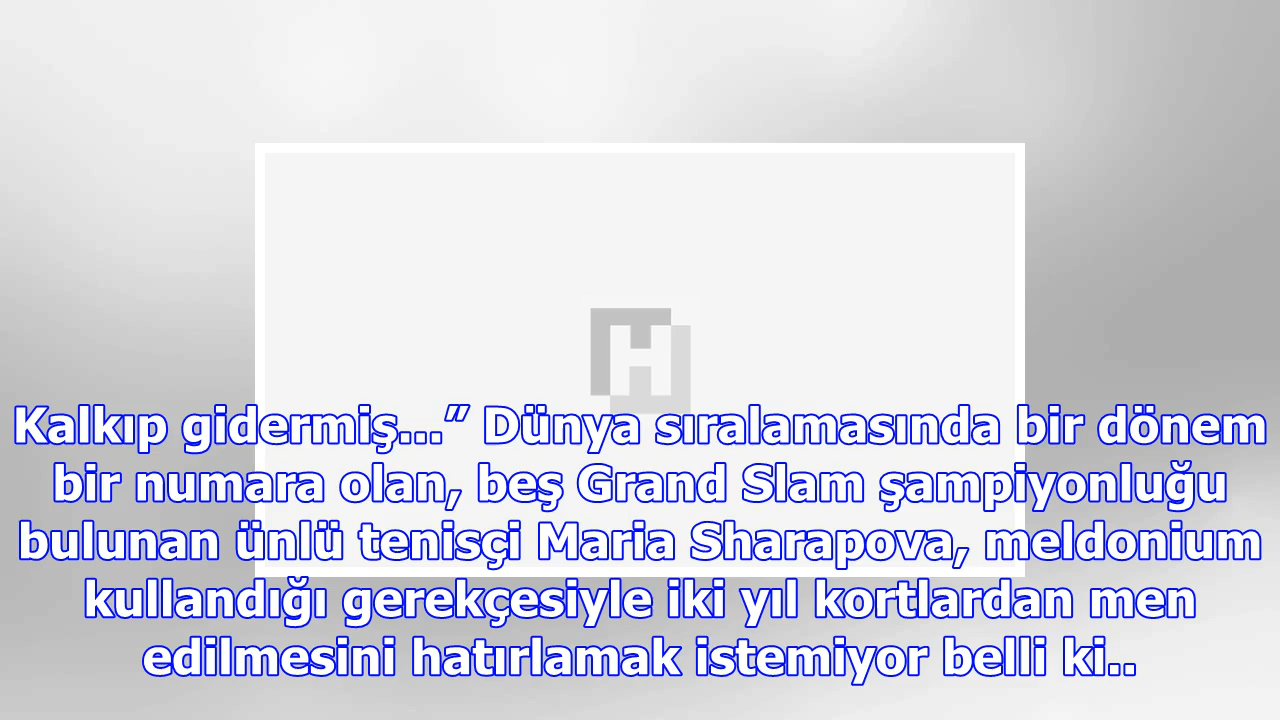 Kalkıp gidermiş...” Dünya sıralamasında bir dönem
bir numara olan, beş Grand Slam şampiyonluğu
bulunan ünlü tenisçi Maria Sharapova, meldonium
kullandığı gerekçesiyle iki yıl kortlardan men
edilmesini hatırlamak istemiyor belli ki..